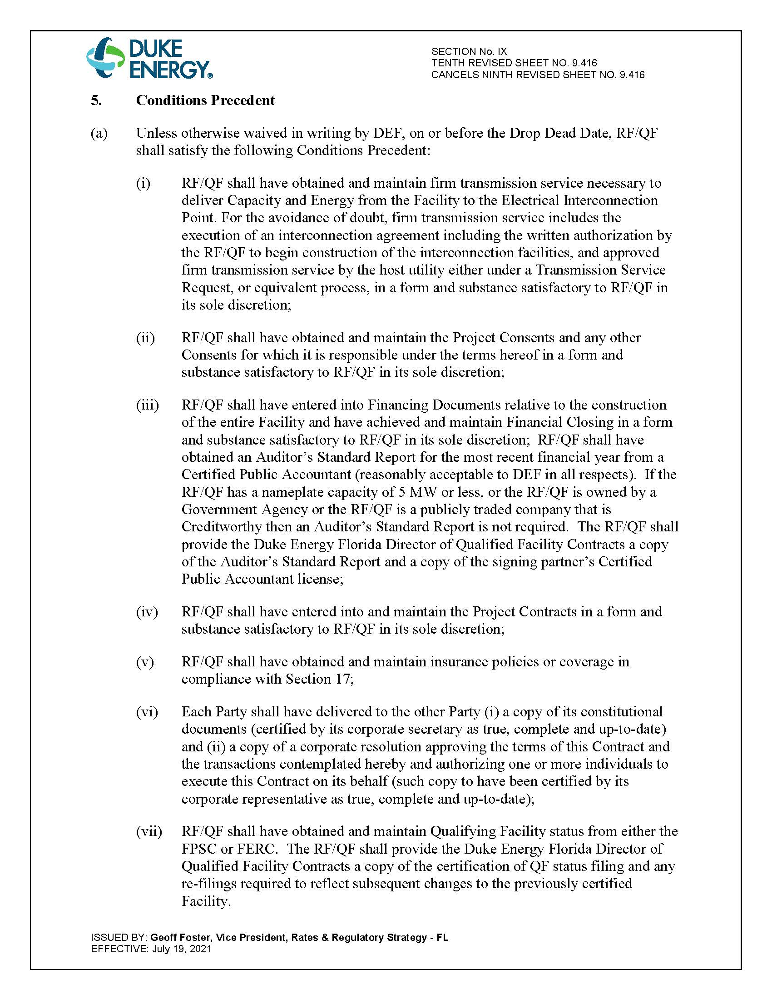 DUKE
ENERGY®
SECTION No. IX
TENTH REVISED SHEET NO. 9.416
CANCELS NINTH REVISED SHEET NO. 9.416
5. Conditions Precedent
(a) Unless otherwise waived in writing by DEF, on or before the Drop Dead Date, RF/QF
shall satisfy the following Conditions Precedent:
(i) RF/QF shall have obtained and maintain firm transmission service necessary to
deliver Capacity and Energy from the Facility to the Electrical Interconnection
Point. For the avoidance of doubt, firm transmission service includes the
execution of an interconnection agreement including the written authorization by
the RF/QF to begin construction of the interconnection facilities, and approved
firm transmission service by the host utility either under a Transmission Service
Request, or equivalent process, in a form and substance satisfactory to RF/QF in
its sole discretion;
(ii) RF/QF shall have obtained and maintain the Project Consents and any other
Consents for which it is responsible under the terms hereof in a form and
substance satisfactory to RF/QF in its sole discretion;
(iii) RF/QF shall have entered into Financing Documents relative to the construction
of the entire Facility and have achieved and maintain Financial Closing in a form
and substance satisfactory to RF/QF in its sole discretion; RF/QF shall have
obtained an Auditor’s Standard Report for the most recent financial year from a
Certified Public Accountant (reasonably acceptable to DEF in all respects). If the
RF/QF has a nameplate capacity of 5 MW or less, or the RF/QF is owned by a
Government Agency or the RF/QF is a publicly traded company that is
Creditworthy then an Auditor’s Standard Report is not required. The RF/QF shall
provide the Duke Energy Florida Director of Qualified Facility Contracts a copy
of the Auditor’s Standard Report and a copy of the signing partner’s Certified
Public Accountant license;
(iv) RF/QF shall have entered into and maintain the Project Contracts in a form and
substance satisfactory to RF/QF in its sole discretion;
(v) RF/QF shall have obtained and maintain insurance policies or coverage in
compliance with Section 17;
(vi) Each Party shall have delivered to the other Party (i) a copy of its constitutional
documents (certified by its corporate secretary as true, complete and up-to-date)
and (ii) a copy of a corporate resolution approving the terms of this Contract and
the transactions contemplated hereby and authorizing one or more individuals to
execute this Contract on its behalf (such copy to have been certified by its
corporate representative as true, complete and up-to-date);
(vii) RF/QF shall have obtained and maintain Qualifying Facility status from either the
FPSC or FERC. The RF/QF shall provide the Duke Energy Florida Director of
Qualified Facility Contracts a copy of the certification of QF status filing and any
re-filings required to reflect subsequent changes to the previously certified
Facility.
ISSUED BY: Geoff Foster, Vice President, Rates & Regulatory Strategy - FL
EFFECTIVE: July 19, 2021